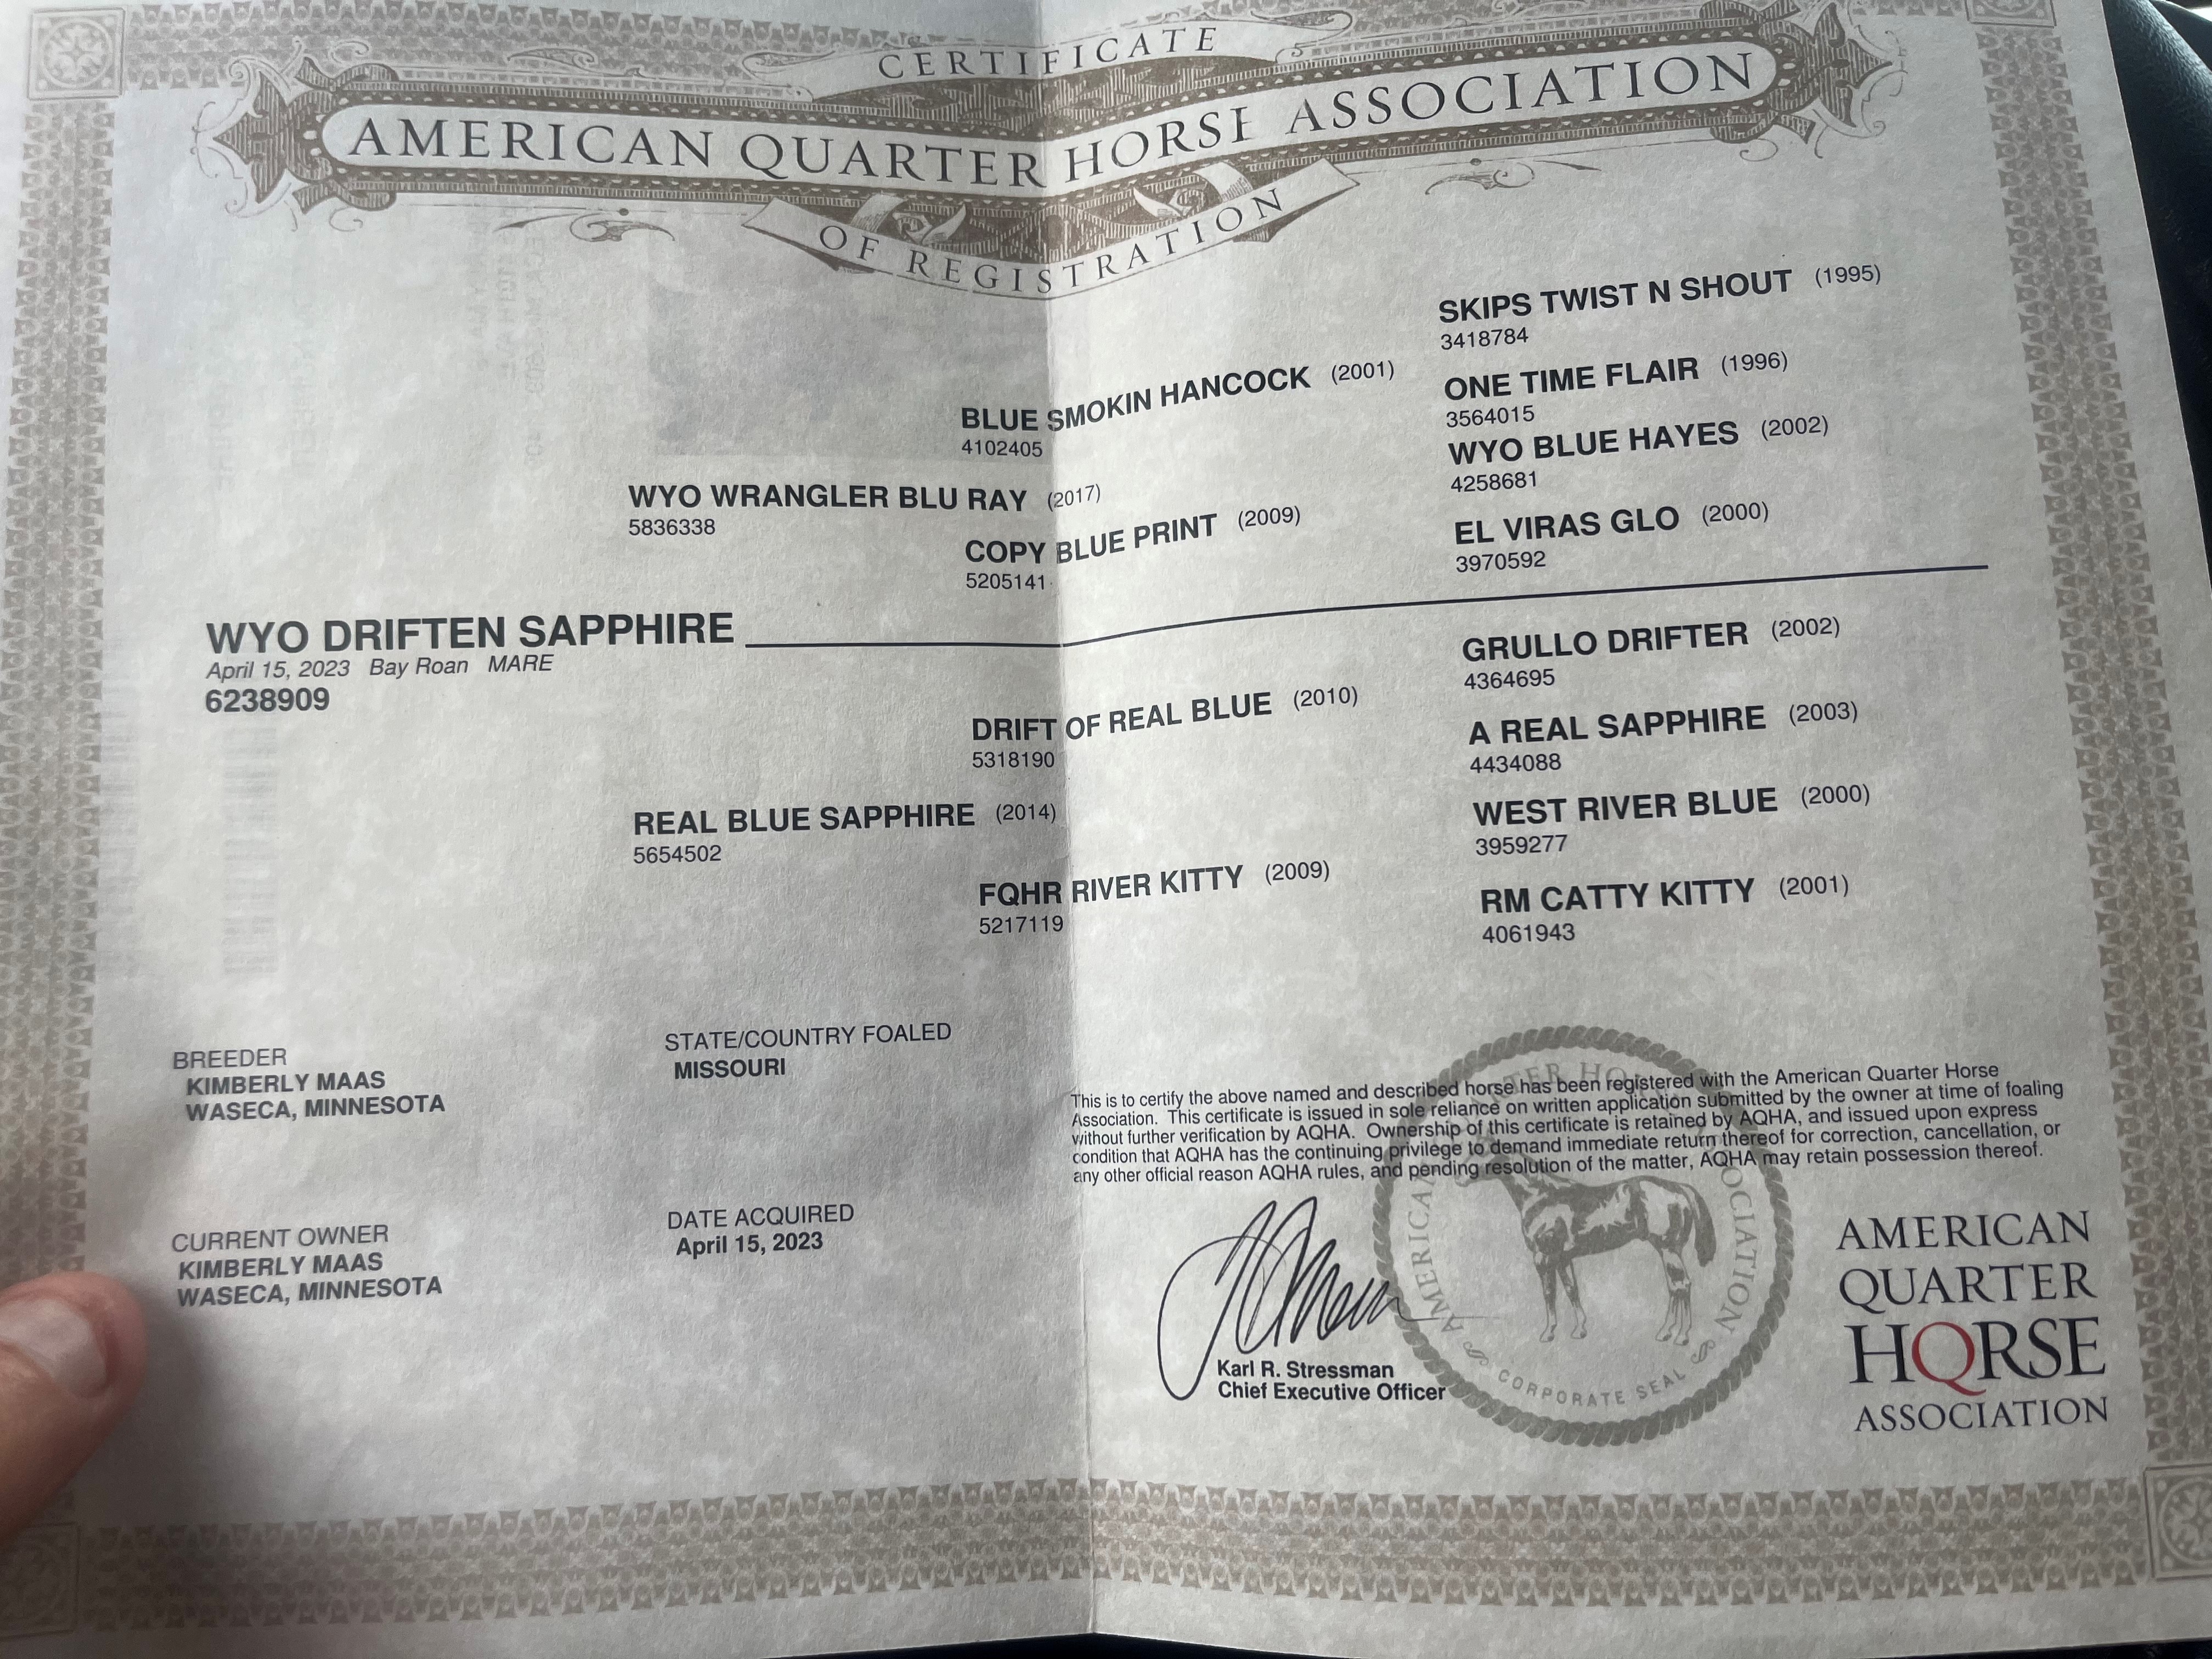 CERTIFICATE
AMERICAN QUARTER HORSE ASSOCIATION
OF REGISTRATION
SKIPS TWIST N SHOUT (1995)
3418784
BLUE SMOKIN HANCOCK (2001)
4102405
ONE TIME FLAIR (1996)
3564015
WYO WRANGLER BLU RAY (2017)
5836338
WYO BLUE HAYES (2002)
4258681
COPY BLUE PRINT (2009)
5205141
EL VIRAS GLO (2000)
3970592
WYO DRIFTEN SAPPHIRE
April 15, 2023 Bay Roan MARE
6238909
GRULLO DRIFTER (2002)
4364695
DRIFT OF REAL BLUE (2010)
5318190
A REAL SAPPHIRE (2003)
4434088
REAL BLUE SAPPHIRE (2014)
5654502
WEST RIVER BLUE (2000)
3959277
FQHR RIVER KITTY (2009)
5217119
RM CATTY KITTY (2001)
4061943
BREEDER
KIMBERLY MAAS
WASECA, MINNESOTA
STATE/COUNTRY FOALED
MISSOURI
CURRENT OWNER
KIMBERLY MAAS
WASECA, MINNESOTA
DATE ACQUIRED
April 15, 2023
This is to certify the above named and described horse has been registered with the American Quarter Horse
Association. This certificate is issued in sole reliance on written application submitted by the owner at time of foaling
without further verification by AQHA. Ownership of this certificate is retained by AQHA, and issued upon express
condition that AQHA has the continuing privilege to demand immediate return thereof for correction, cancellation, or
any other official reason AQHA rules, and pending resolution of the matter, AQHA may retain possession thereof.
Karl R. Stressman
Chief Executive Officer
AMERICAN QUARTER HORSE ASSOCIATION
CORPORATE SEAL
AMERICAN
QUARTER
HORSE
ASSOCIATION